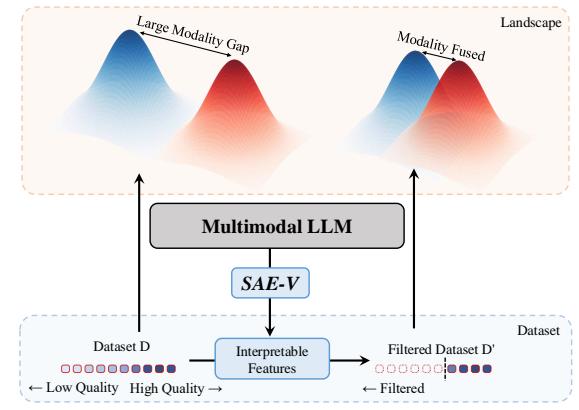 Landscape
Large Modality Gap
Modality Fused
Multimodal LLM
SAE-V
Dataset
Dataset D
Interpretable
Features
Filtered Dataset D'
← Low Quality High Quality →
← Filtered